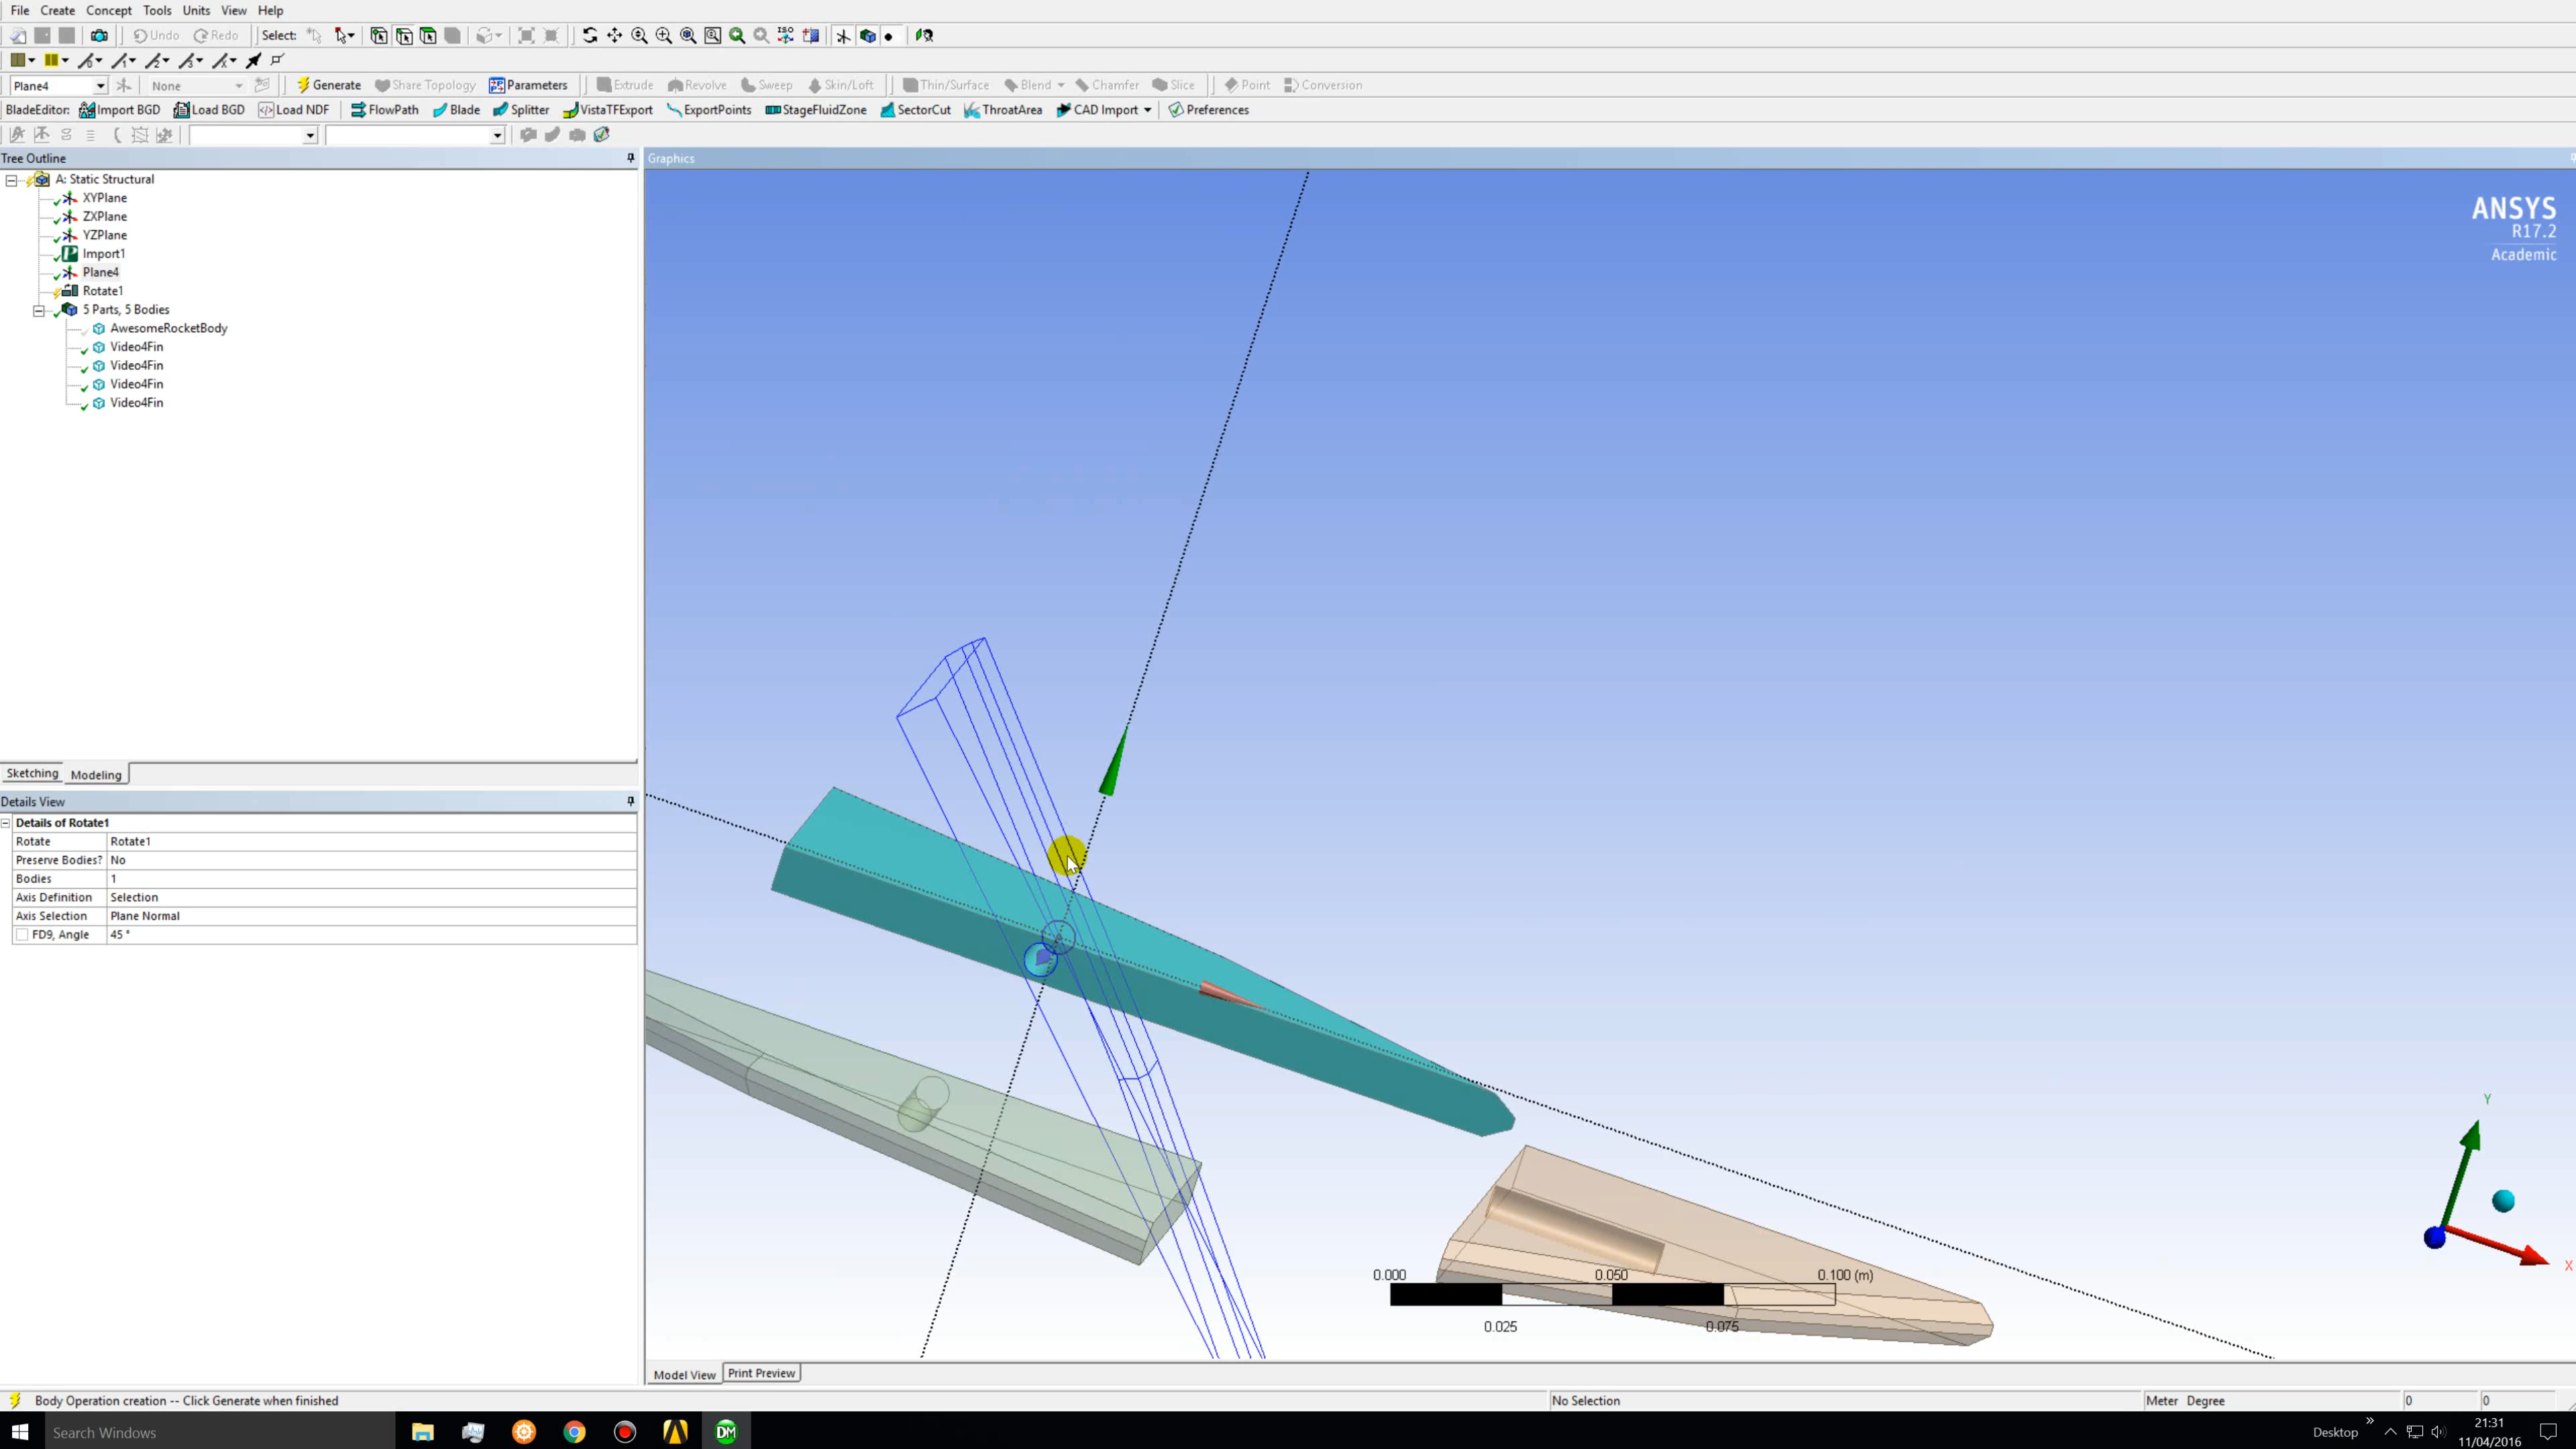 File Create Concept Tools Units View Help
Undo Redo Select: ISO
Plane4 None Generate Share Topology Parameters Extrude Revolve Sweep Skin/Loft Thin/Surface Blend Chamfer Slice Point Conversion
BladeEditor: Import BGD Load BGD Load NDF FlowPath Blade Splitter VistaTFExport ExportPoints StageFluidZone SectorCut ThroatArea CAD Import Preferences
Tree Outline
A: Static Structural
XYPlane
ZXPlane
YZPlane
Import1
Plane4
Rotate1
5 Parts, 5 Bodies
AwesomeRocketBody
Video4Fin
Video4Fin
Video4Fin
Video4Fin
Sketching Modeling
Details View
Details of Rotate1
Rotate Rotate1
Preserve Bodies? No
Bodies 1
Axis Definition Selection
Axis Selection Plane Normal
FD9, Angle 45 °
Graphics
ANSYS
R17.2
Academic
Y
X
0.000 0.050 0.100 (m)
0.025 0.075
Model View Print Preview
Body Operation creation -- Click Generate when finished No Selection Meter Degree 0 0
Search Windows DM Desktop 21:31
11/04/2016